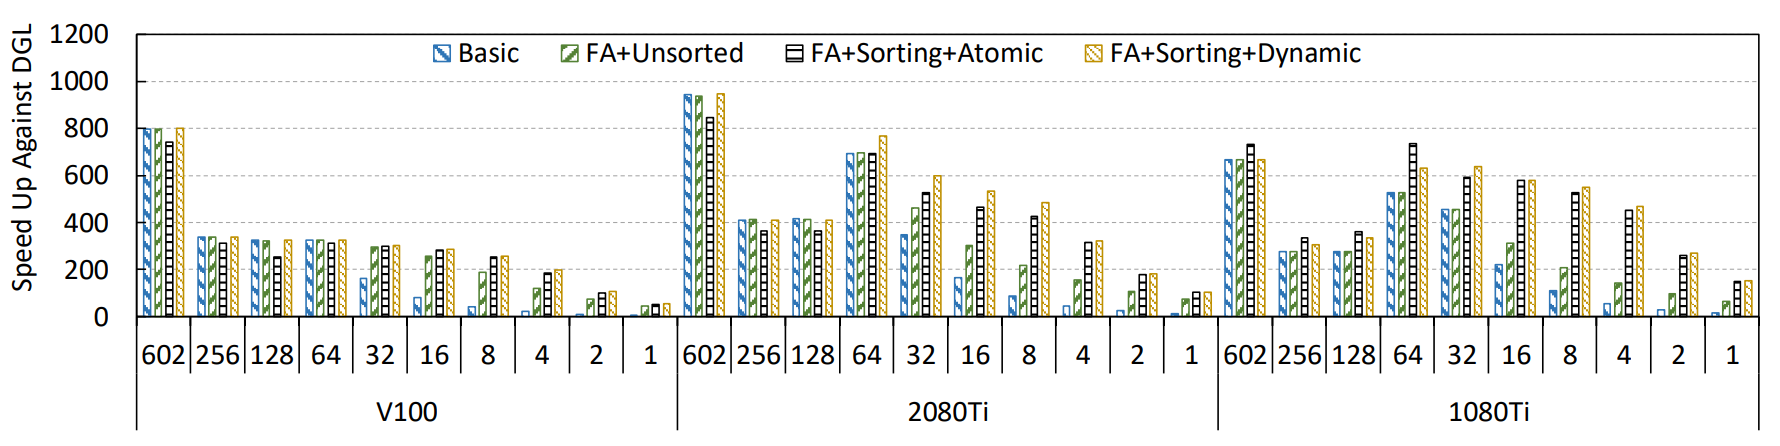 Speed Up Against DGL
1200
1000
800
600
400
200
0
Basic FA+Unsorted FA+Sorting+Atomic FA+Sorting+Dynamic
602 256 128 64 32 16 8 4 2 1 602 256 128 64 32 16 8 4 2 1 602 256 128 64 32 16 8 4 2 1
V100 2080Ti 1080Ti